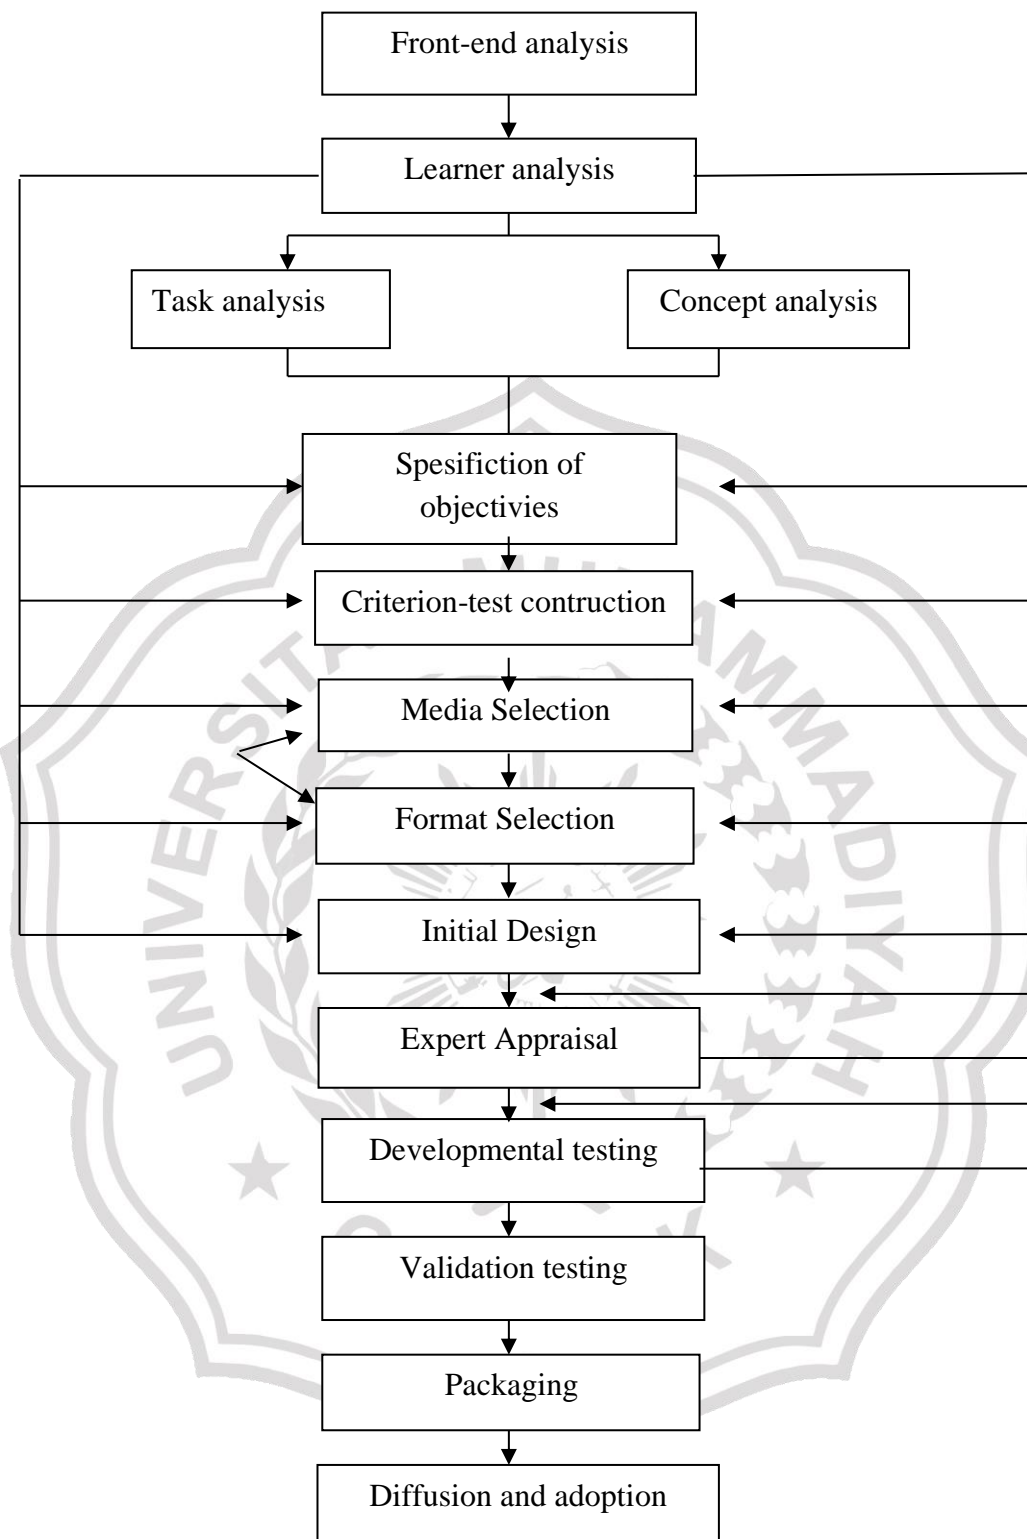 Front-end analysis
Learner analysis
Task analysis
Concept analysis
Spesifiction of
objectivies
Criterion-test contruction
Media Selection
Format Selection
Initial Design
Expert Appraisal
Developmental testing
Validation testing
Packaging
Diffusion and adoption